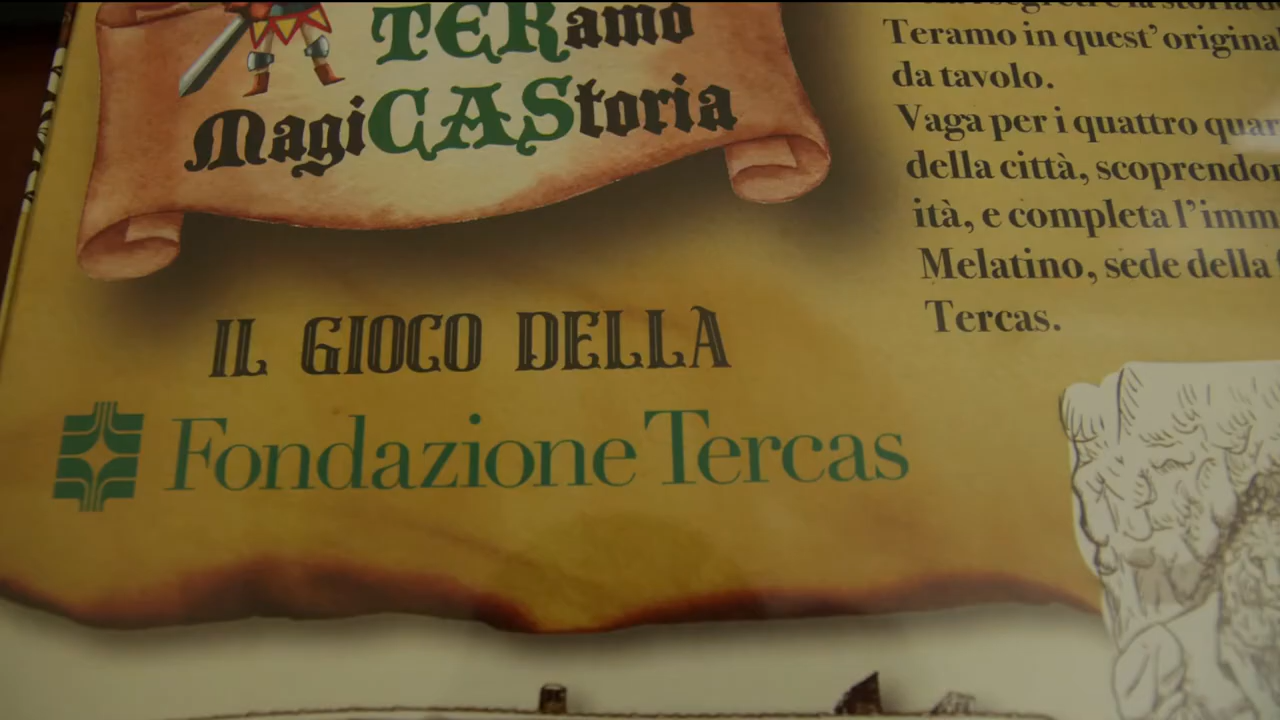 TERamo
MagiCAStoria
IL GIOCO DELLA
Fondazione Tercas
Teramo in quest'original
da tavolo.
Vaga per i quattro quar
della città, scoprendo
ità, e completa l'imm
Melatino, sede della
Tercas.